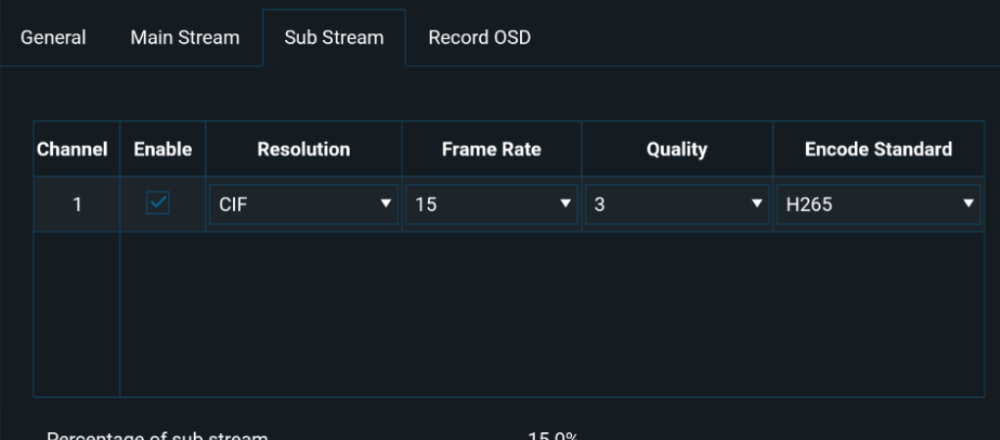 General Main Stream Sub Stream Record OSD
Channel Enable Resolution Frame Rate Quality Encode Standard
1 CIF 15 3 H265
Percentage of sub stream 15.0%